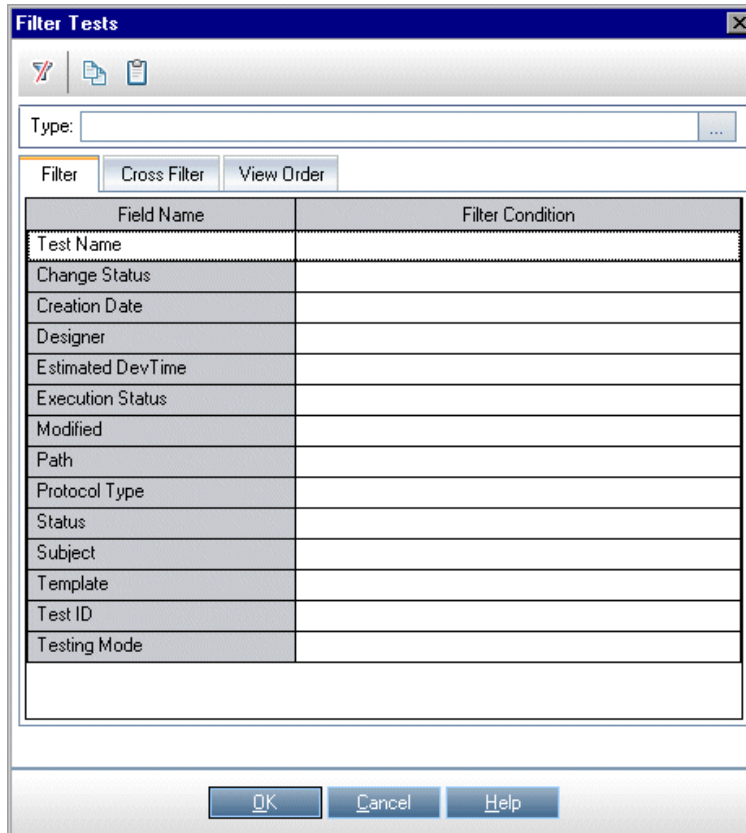 Filter Tests
Type:
...
Filter Cross Filter View Order
Field Name Filter Condition
Test Name
Change Status
Creation Date
Designer
Estimated DevTime
Execution Status
Modified
Path
Protocol Type
Status
Subject
Template
Test ID
Testing Mode
OK Cancel Help